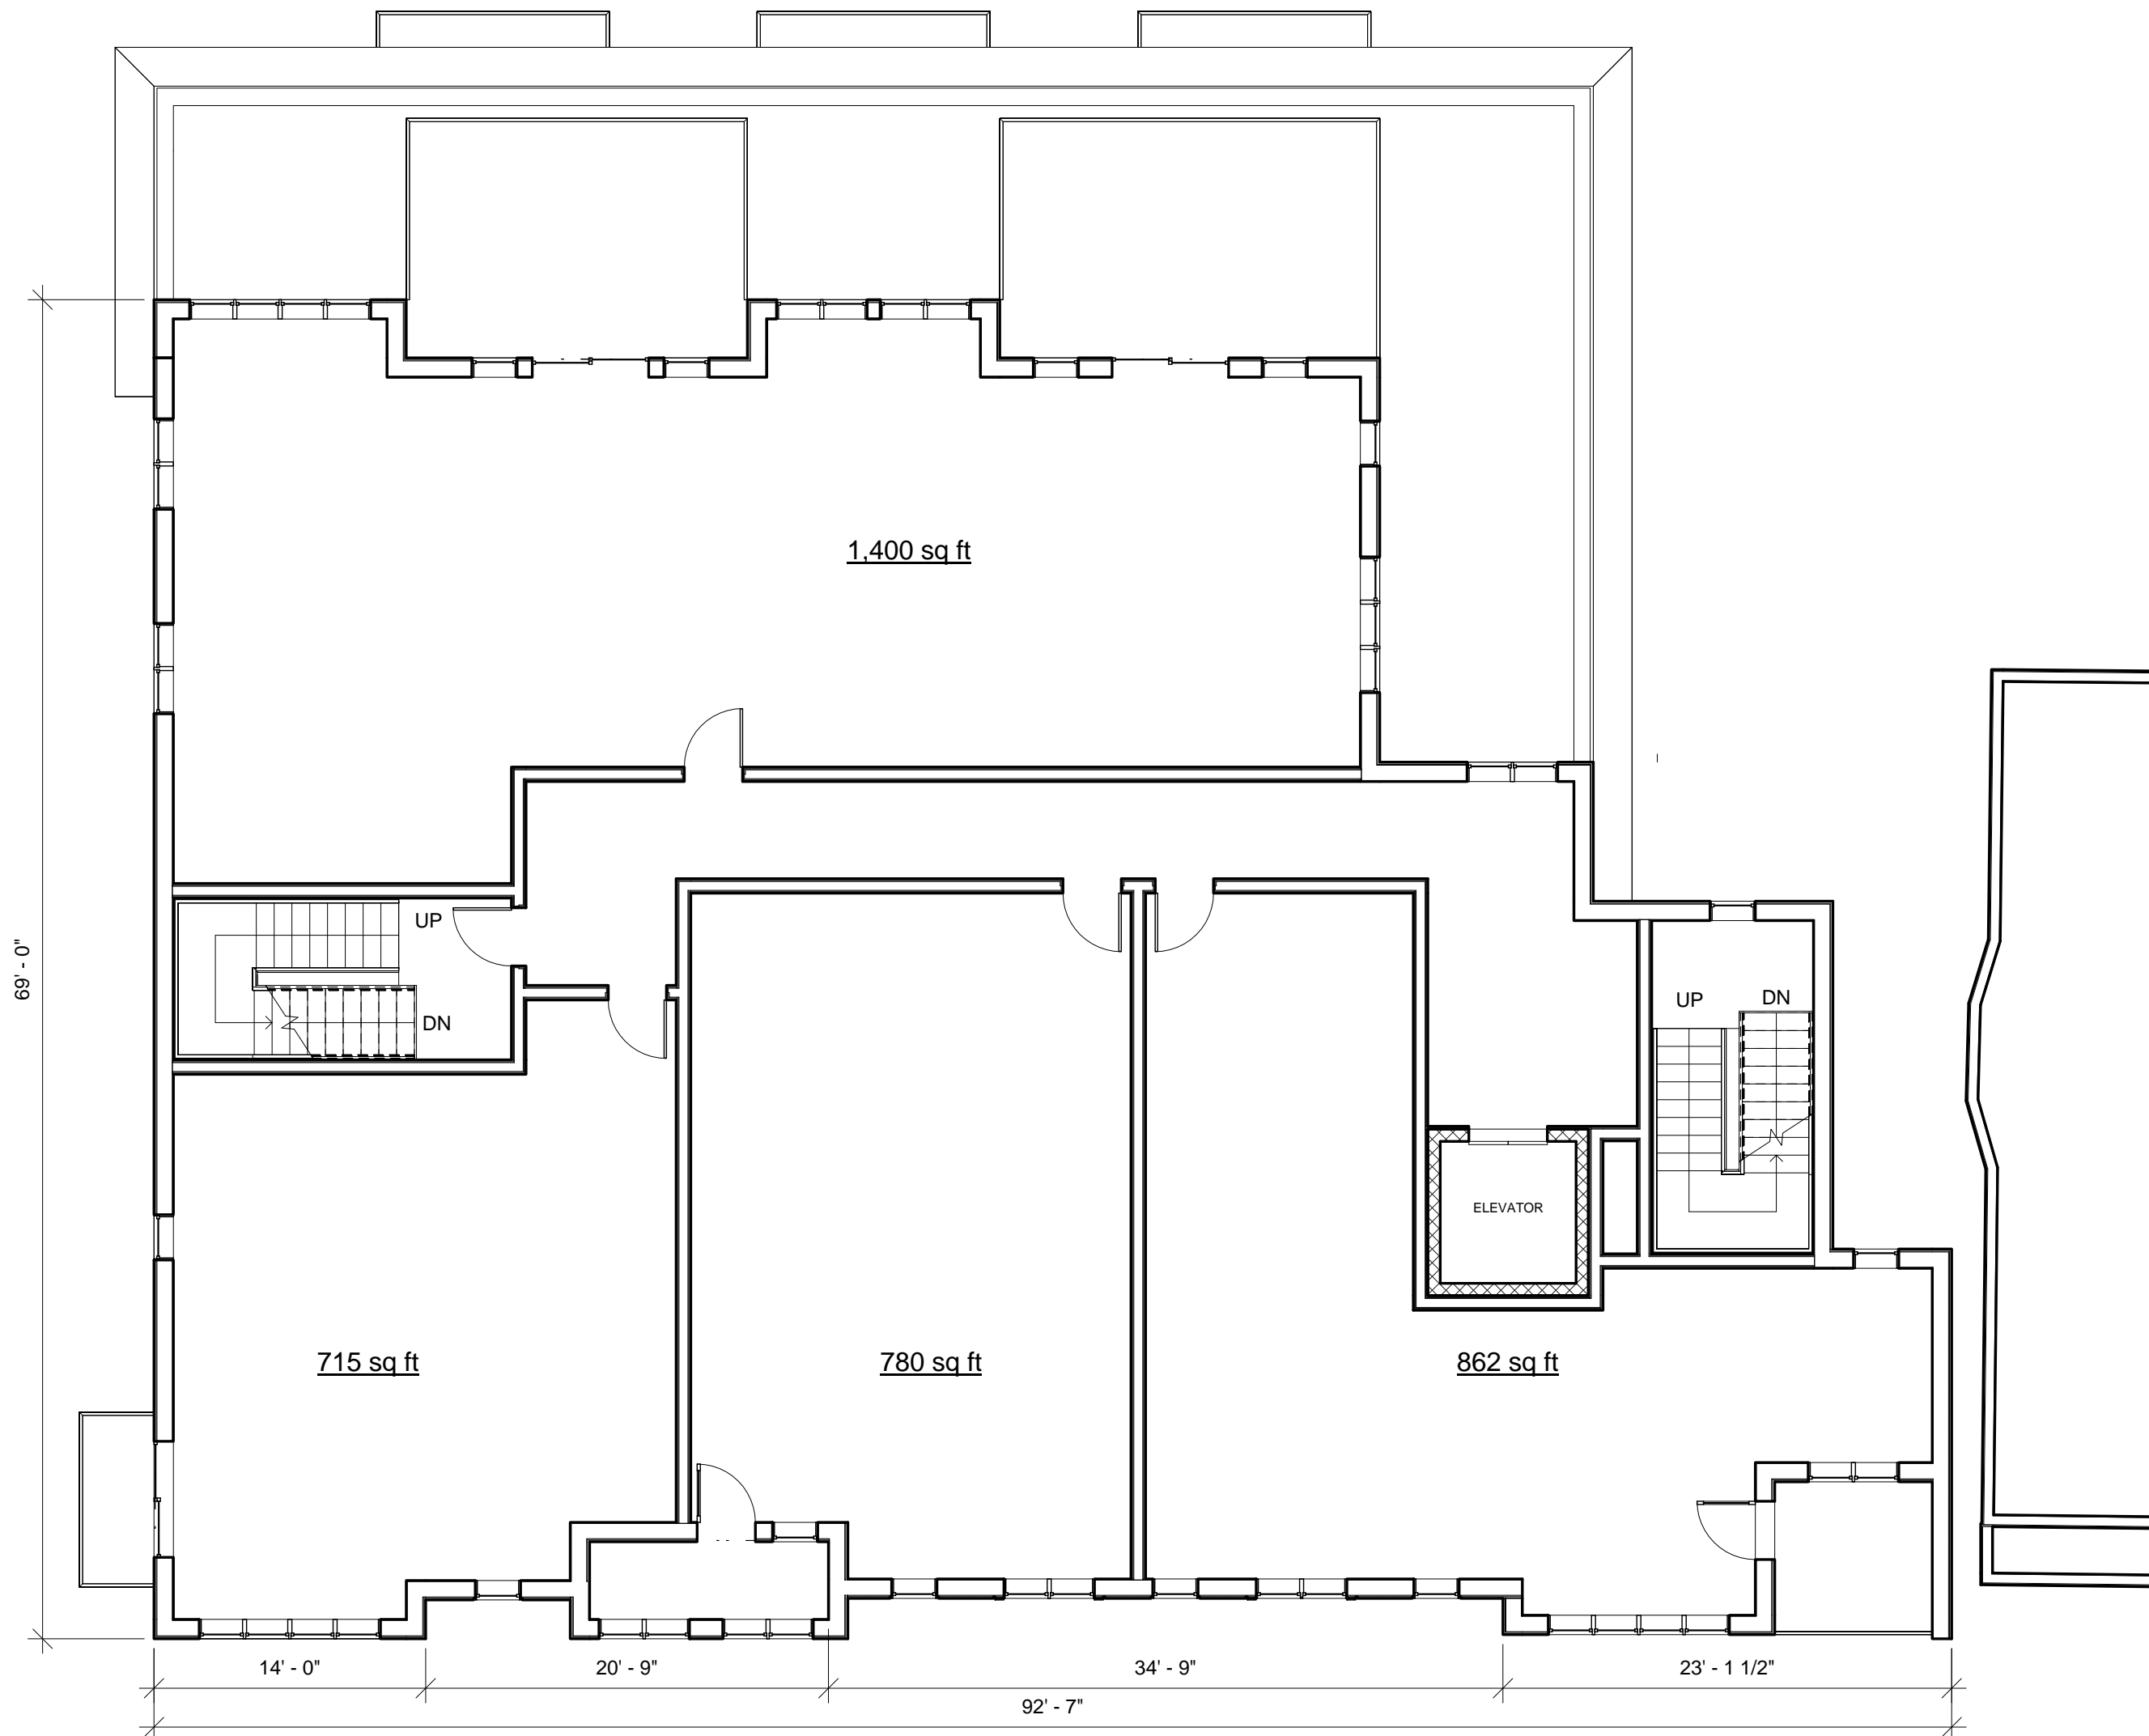 1,400 sq ft
UP
69' - 0"
UP
DN
DN
ELEVATOR
715 sq ft
780 sq ft
862 sq ft
14' - 0"
20' - 9"
34' - 9"
23' - 1 1/2"
92' - 7"